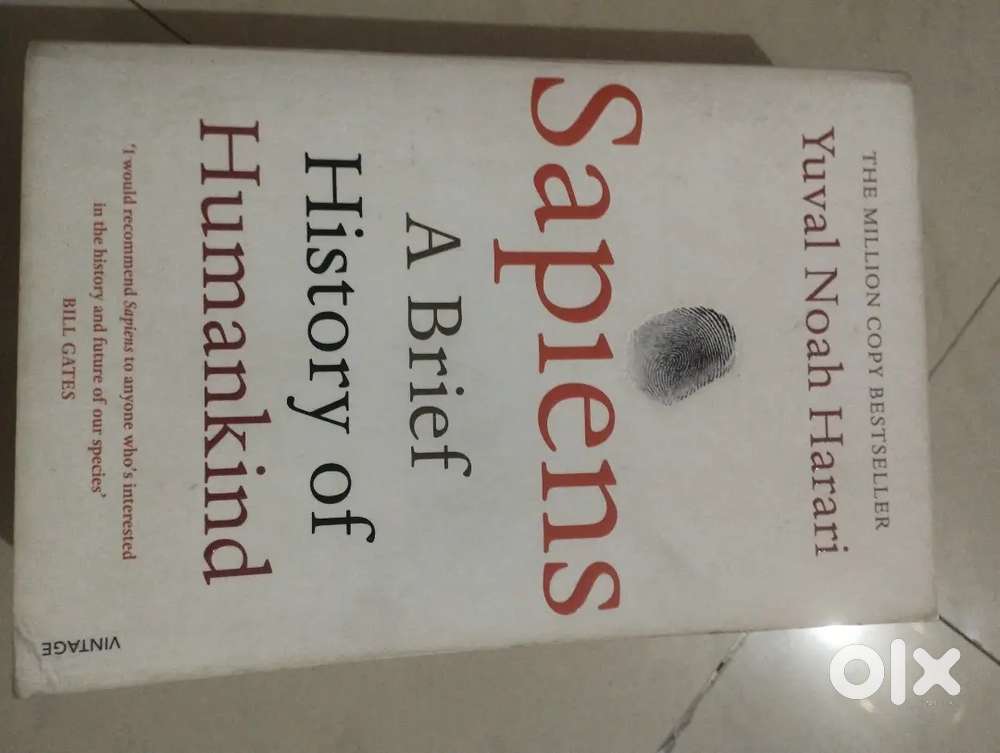 THE MILLION COPY BESTSELLER
Yuval Noah Harari
Sapiens
A Brief
History of
Humankind
'I would recommend Sapiens to anyone who's interested
in the history and future of our species'
BILL GATES
VINTAGE
olx